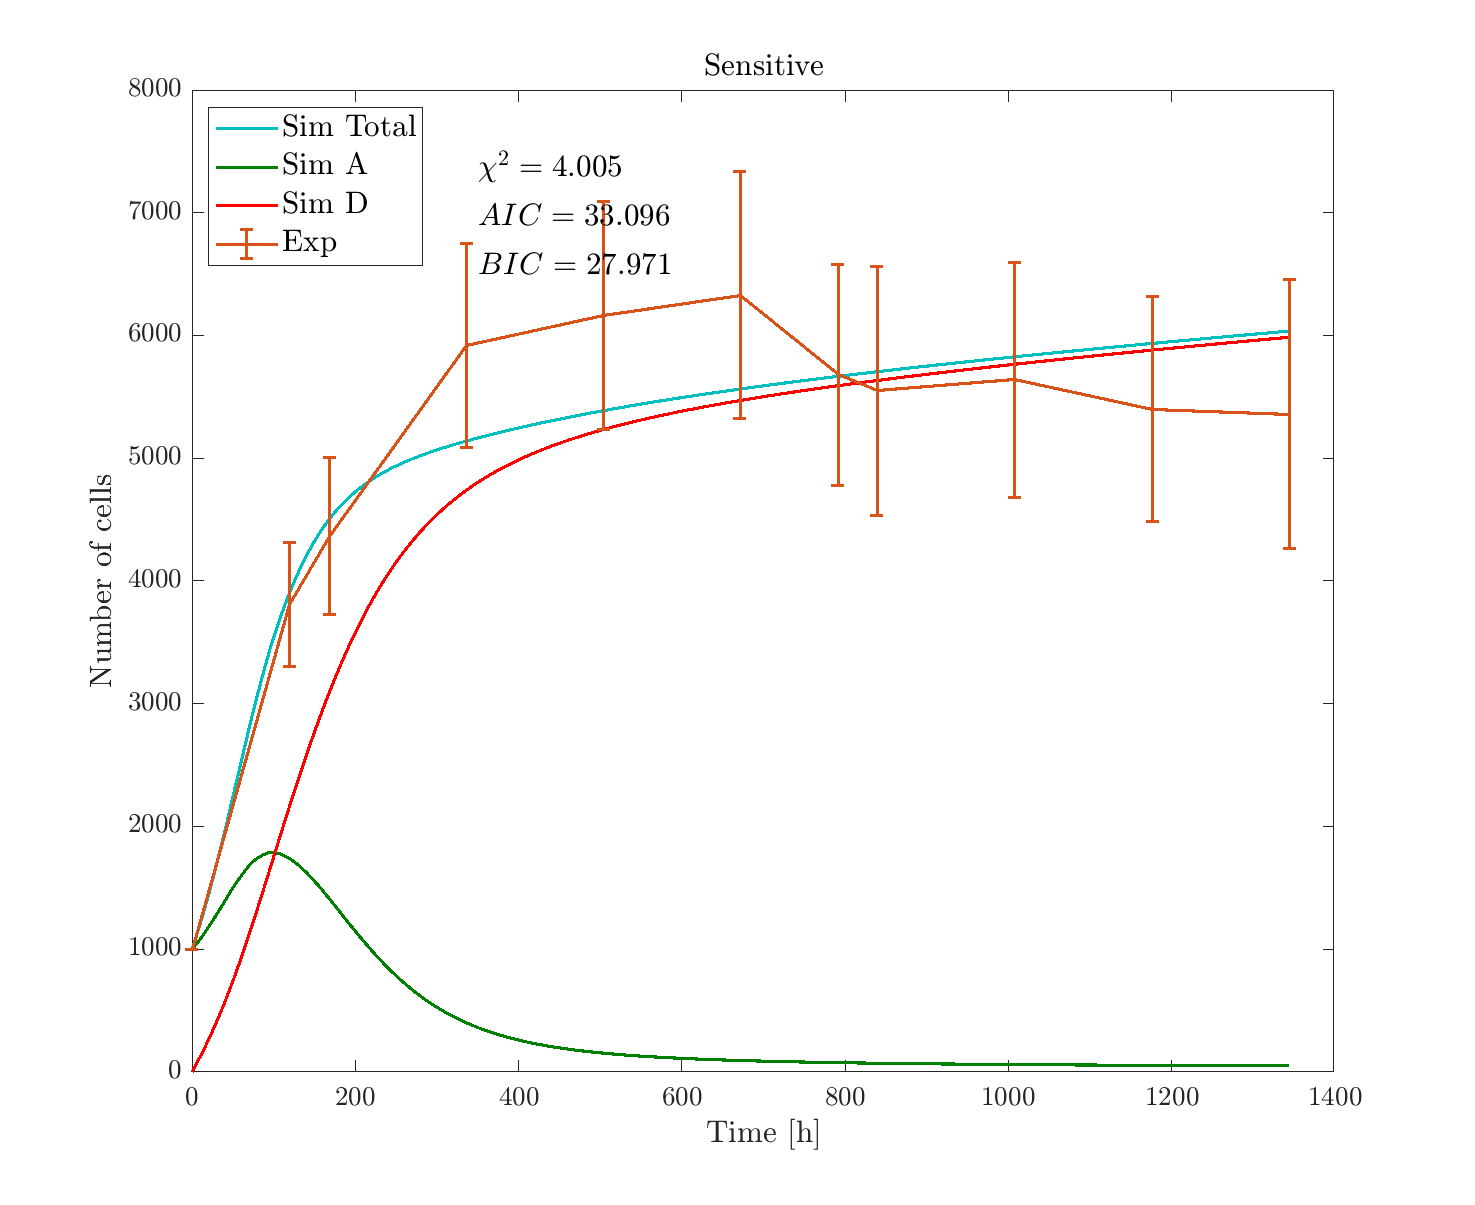 Sensitive
8000
7000
6000
5000
4000
3000
2000
1000
0
Sim Total
Sim A
Sim D
Exp
χ² = 4.005
AIC = 33.096
BIC = 27.971
Number of cells
0 200 400 600 800 1000 1200 1400
Time [h]